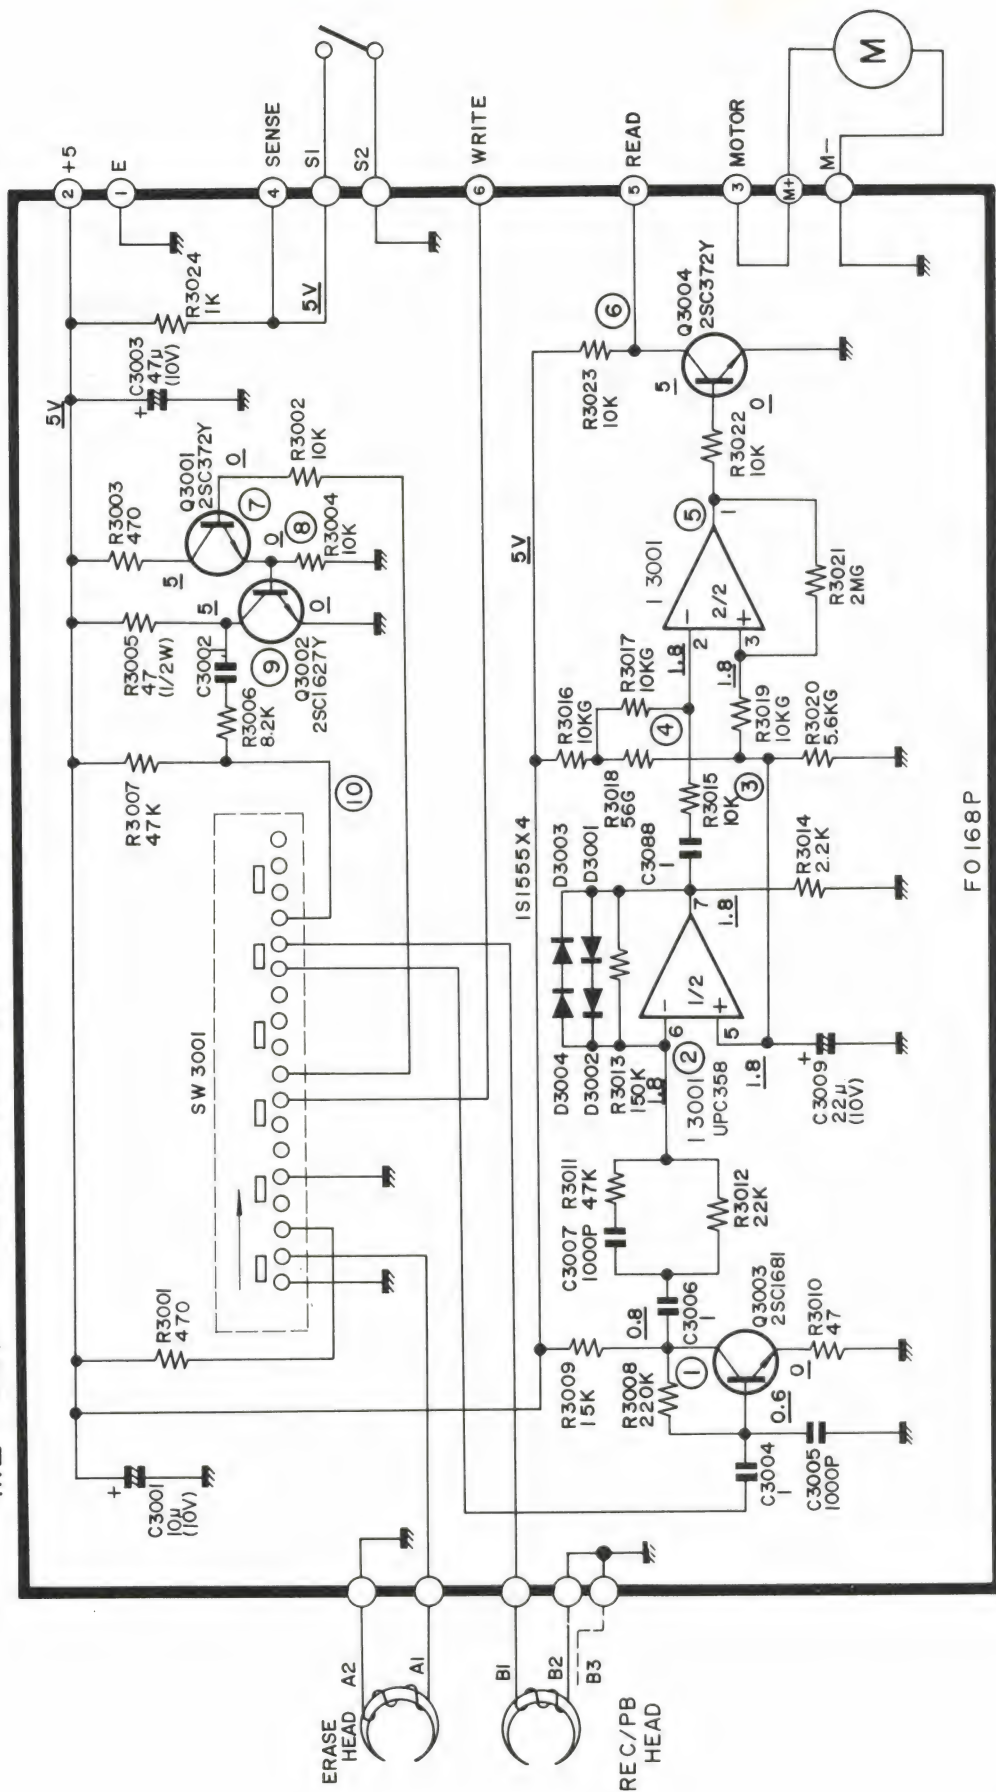 2 +5
1 E
4 SENSE
S1
S2
6 WRITE
5 READ
3 MOTOR
M+
M-
M
5V
R3024
1K
5V
C3003
47μ
(10V)
+
R3003
470
Q3001
2SC372Y
0
R3002
10K
7
8
0
R3004
10K
5
R3005
47
(1/2W)
5
C3002
R3006
8.2K
9
0
Q3002
2SC1627Y
R3007
47K
10
SW 3001
R3001
470
+
C3001
10μ
(10V)
ERASE
HEAD
A2
A1
B1
B2
B3
REC/PB
HEAD
5V
R3023
10K
6
Q3004
2SC372Y
5
0
R3022
10K
5
1
I 3001
2/2
-
+
2
3
1.8
1.8
R3021
2MG
R3016
10KG
R3017
10KG
4
R3018
56G
R3019
10KG
R3020
5.6KG
R3015
10K
3
C3088
1
1S1555X4
D3003
D3001
D3004
D3002
R3013
150K
1.8
7
1.8
R3014
2.2K
1/2
-
+
6
5
2
1.8
I 3001
UPC358
+
C3009
22μ
(10V)
R3011
47K
C3007
1000P
R3012
22K
C3006
1
0.8
R3009
15K
R3008
220K
1
Q3003
2SC1681
R3010
47
0
0.6
C3004
1
C3005
1000P
F0168P